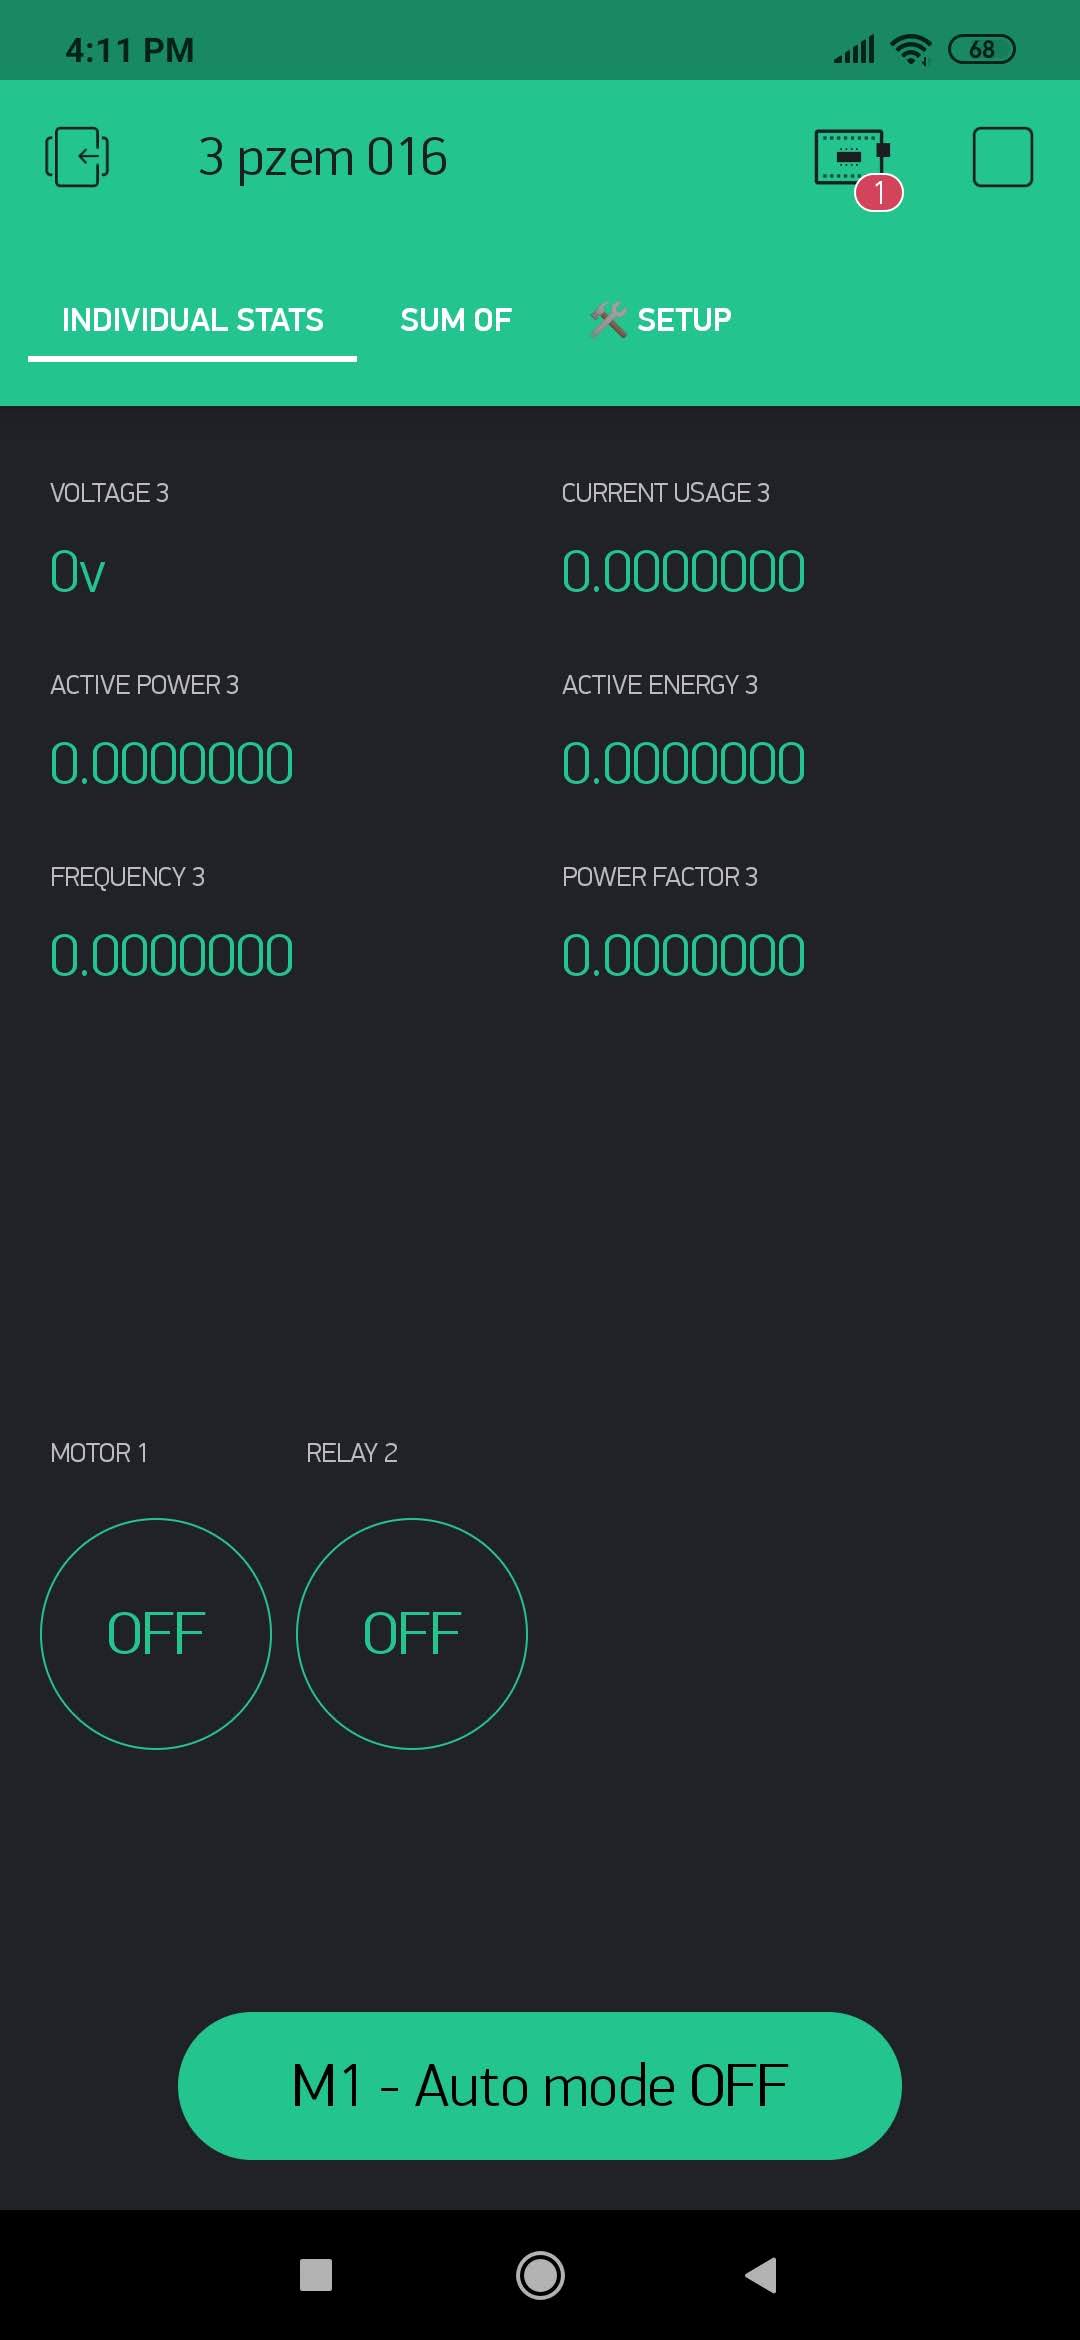 4:11 PM
68
3 pzem 016
1
INDIVIDUAL STATS
SUM OF
🛠 SETUP
VOLTAGE 3
CURRENT USAGE 3
0v
0.0000000
ACTIVE POWER 3
ACTIVE ENERGY 3
0.0000000
0.0000000
FREQUENCY 3
POWER FACTOR 3
0.0000000
0.0000000
MOTOR 1
RELAY 2
OFF
OFF
M1 - Auto mode OFF